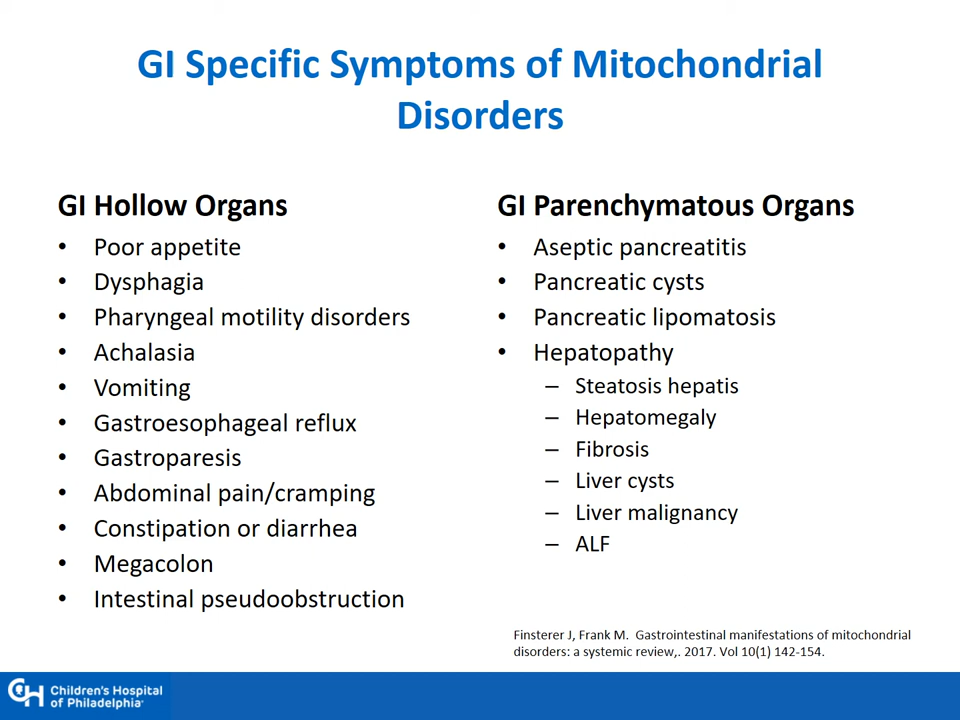 GI Specific Symptoms of Mitochondrial
Disorders
GI Hollow Organs
• Poor appetite
• Dysphagia
• Pharyngeal motility disorders
• Achalasia
• Vomiting
• Gastroesophageal reflux
• Gastroparesis
• Abdominal pain/cramping
• Constipation or diarrhea
• Megacolon
• Intestinal pseudoobstruction
GI Parenchymatous Organs
• Aseptic pancreatitis
• Pancreatic cysts
• Pancreatic lipomatosis
• Hepatopathy
– Steatosis hepatis
– Hepatomegaly
– Fibrosis
– Liver cysts
– Liver malignancy
– ALF
Finsterer J, Frank M. Gastrointestinal manifestations of mitochondrial
disorders: a systemic review,. 2017. Vol 10(1) 142-154.
CH Children's Hospital
of Philadelphia